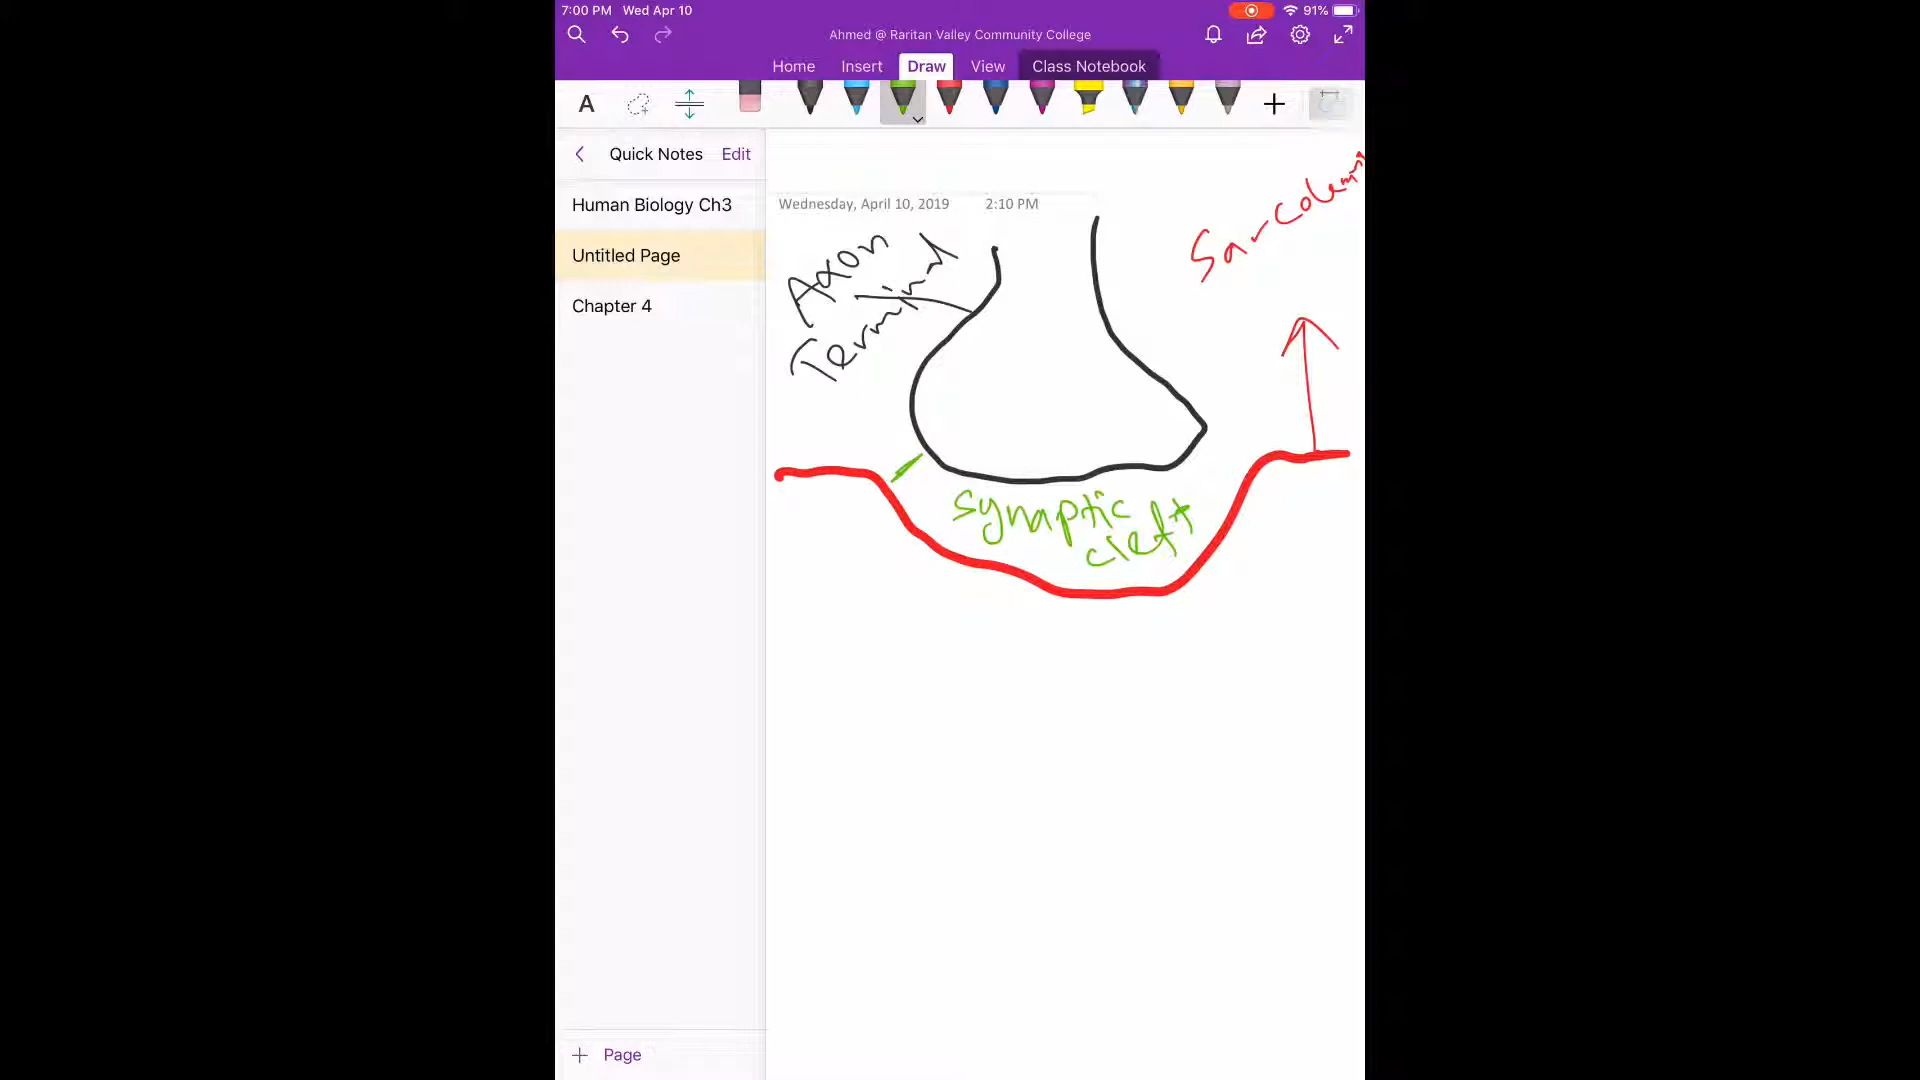 7:00 PM Wed Apr 10
91%
Ahmed @ Raritan Valley Community College
Home Insert Draw View Class Notebook
A
Quick Notes Edit
Human Biology Ch3
Untitled Page
Chapter 4
Wednesday, April 10, 2019 2:10 PM
Axon
Terminal
Synaptic
cleft
+ Page